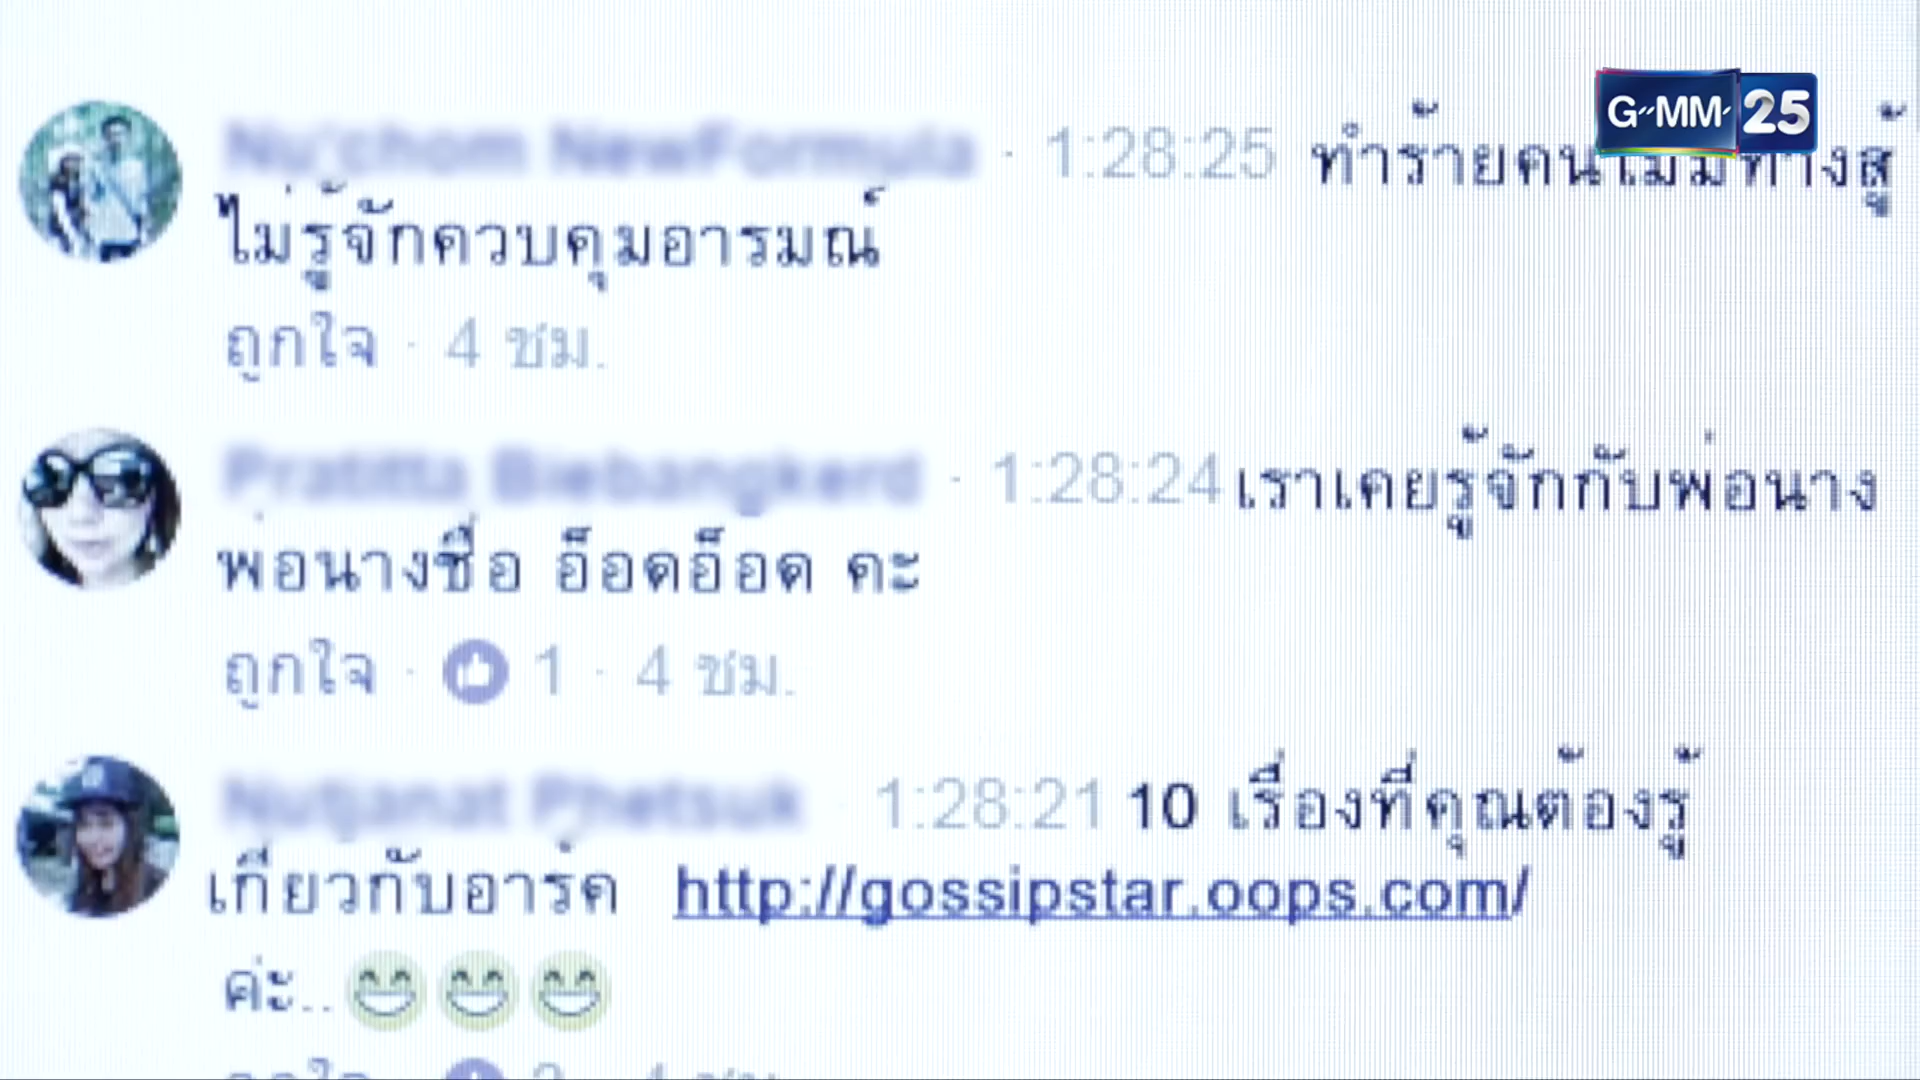 G-MM 25
1:28:25 ทำร้ายคนไม่มีทางสู้
ไม่รู้จักควบคุมอารมณ์
ถูกใจ · 4 ชม.
1:28:24 เราเคยรู้จักกับพ่อนาง
พ่อนางชื่อ อ็อดอ็อด คะ
ถูกใจ · 1 · 4 ชม.
1:28:21 10 เรื่องที่คุณต้องรู้
เกี่ยวกับอาร์ค http://gossipstar.oops.com/
ค่ะ..